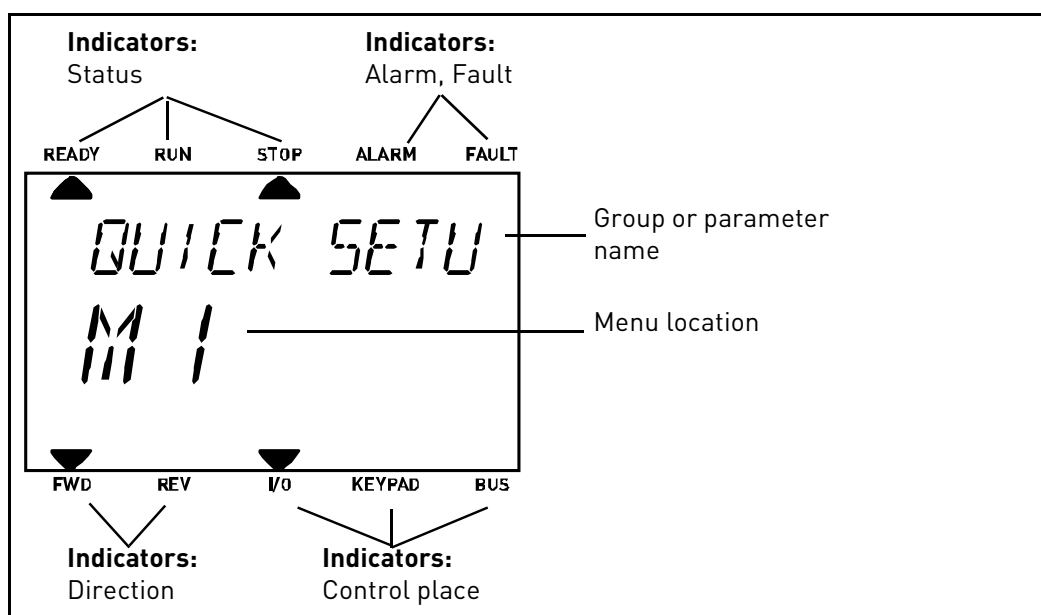 Indicators:
Status
Indicators:
Alarm, Fault
READY RUN STOP ALARM FAULT
QUICK SETU
Group or parameter
name
M 1
Menu location
FWD REV I/O KEYPAD BUS
Indicators:
Direction
Indicators:
Control place